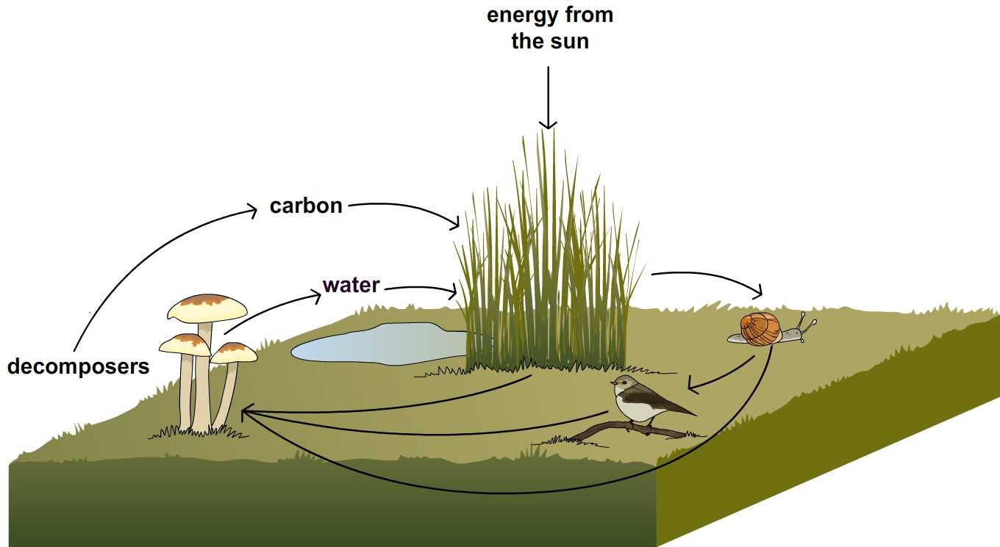 energy from
the sun
carbon
water
decomposers